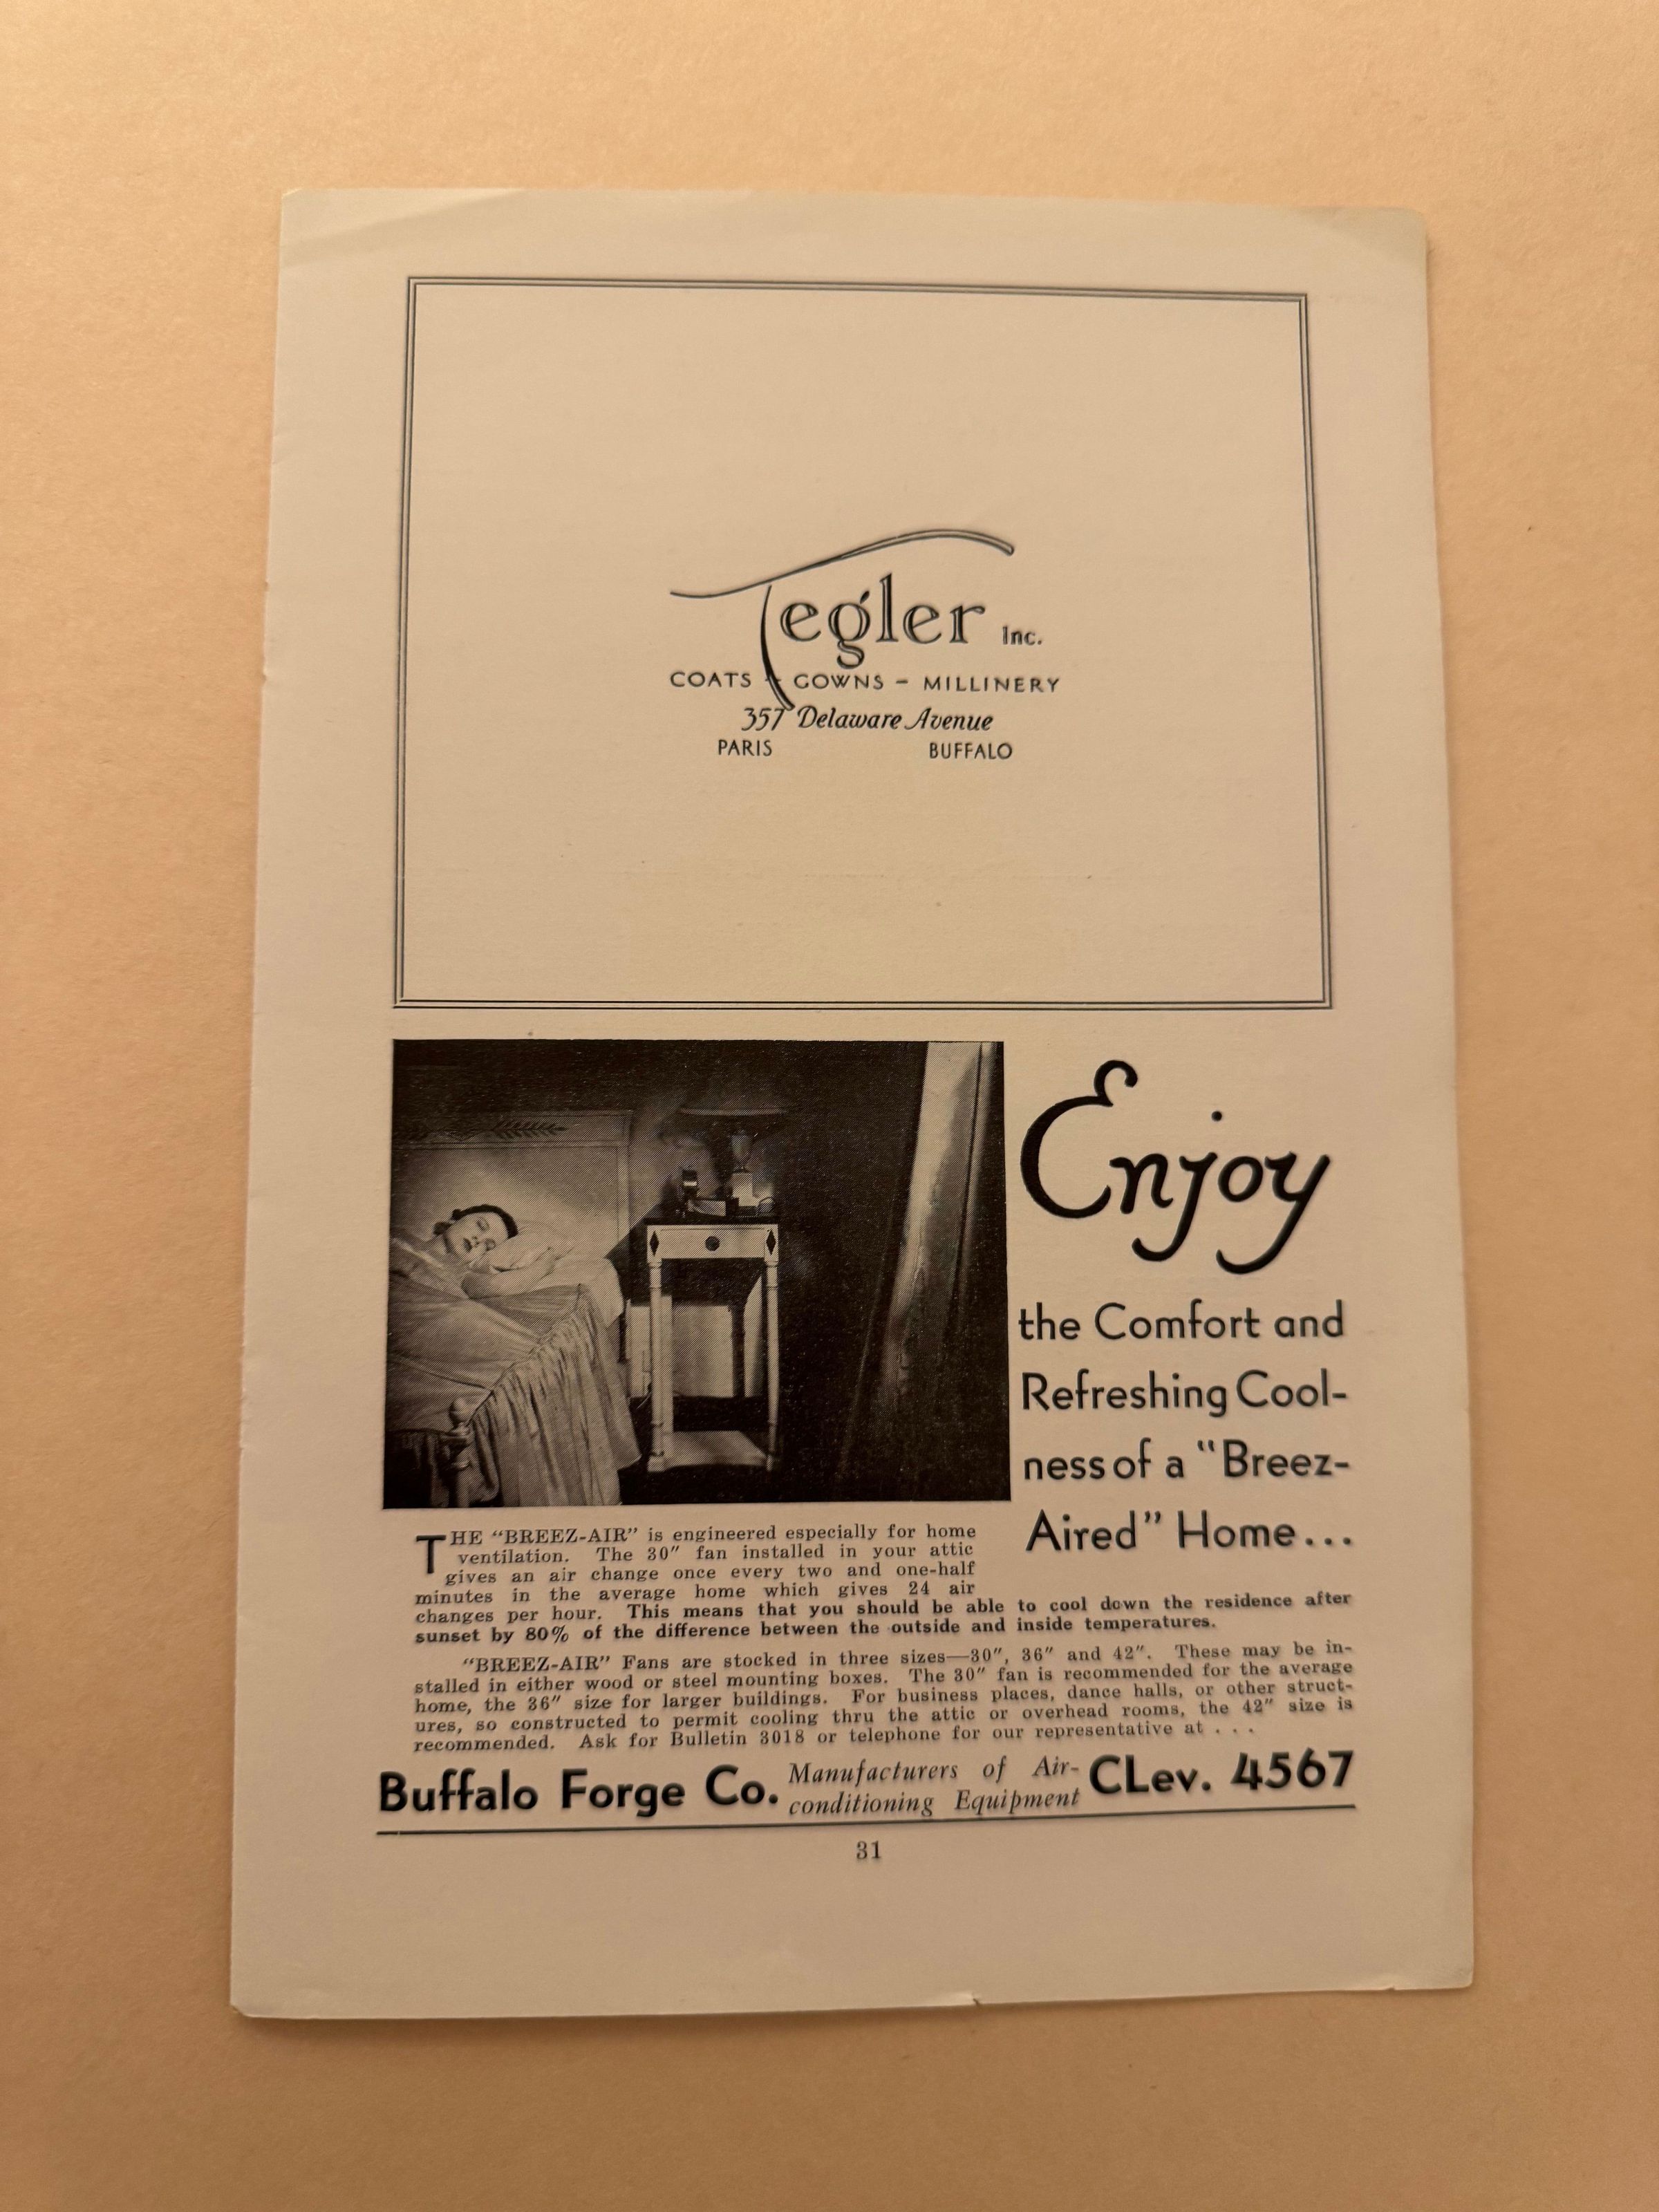 Tegler Inc.
COATS - GOWNS - MILLINERY
357 Delaware Avenue
PARIS BUFFALO
Enjoy
the Comfort and
Refreshing Cool-
ness of a "Breez-
Aired" Home...
THE "BREEZ-AIR" is engineered especially for home
ventilation. The 30" fan installed in your attic
gives an air change once every two and one-half
minutes in the average home which gives 24 air
changes per hour. This means that you should be able to cool down the residence after
sunset by 80% of the difference between the outside and inside temperatures.
"BREEZ-AIR" Fans are stocked in three sizes—30", 36" and 42". These may be in-
stalled in either wood or steel mounting boxes. The 30" fan is recommended for the average
home, the 36" size for larger buildings. For business places, dance halls, or other struct-
ures, so constructed to permit cooling thru the attic or overhead rooms, the 42" size is
recommended. Ask for Bulletin 3018 or telephone for our representative at . . .
Buffalo Forge Co. Manufacturers of Air-
conditioning Equipment CLev. 4567
31